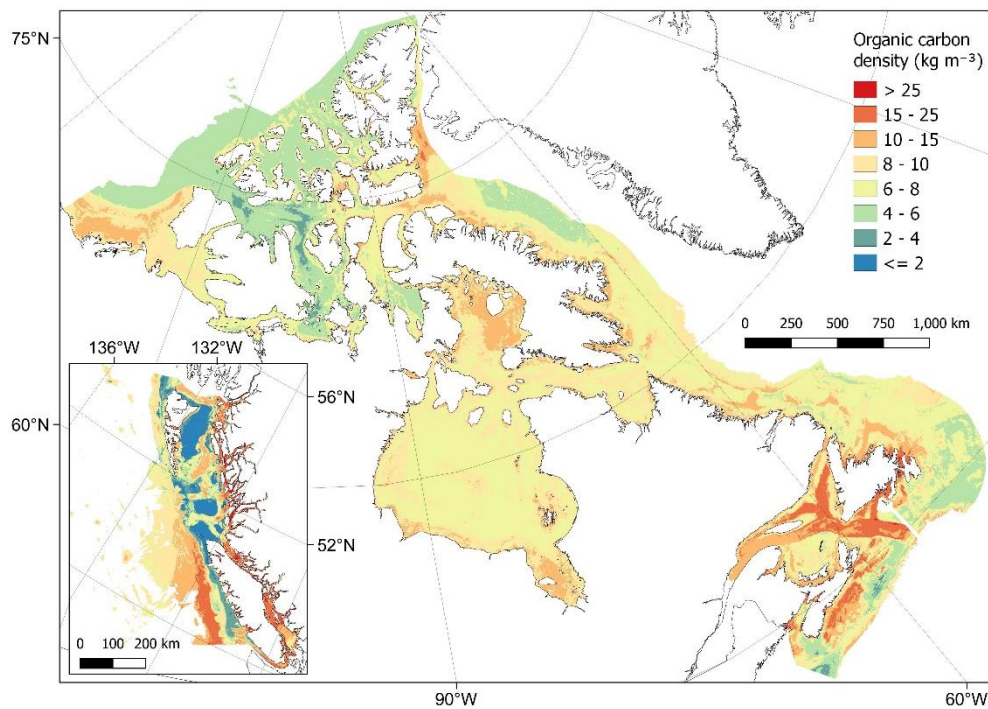 75°N
Organic carbon
density (kg m⁻³)
> 25
15 - 25
10 - 15
8 - 10
6 - 8
4 - 6
2 - 4
<= 2
0 250 500 750 1,000 km
136°W 132°W
56°N
60°N
52°N
0 100 200 km
90°W 60°W